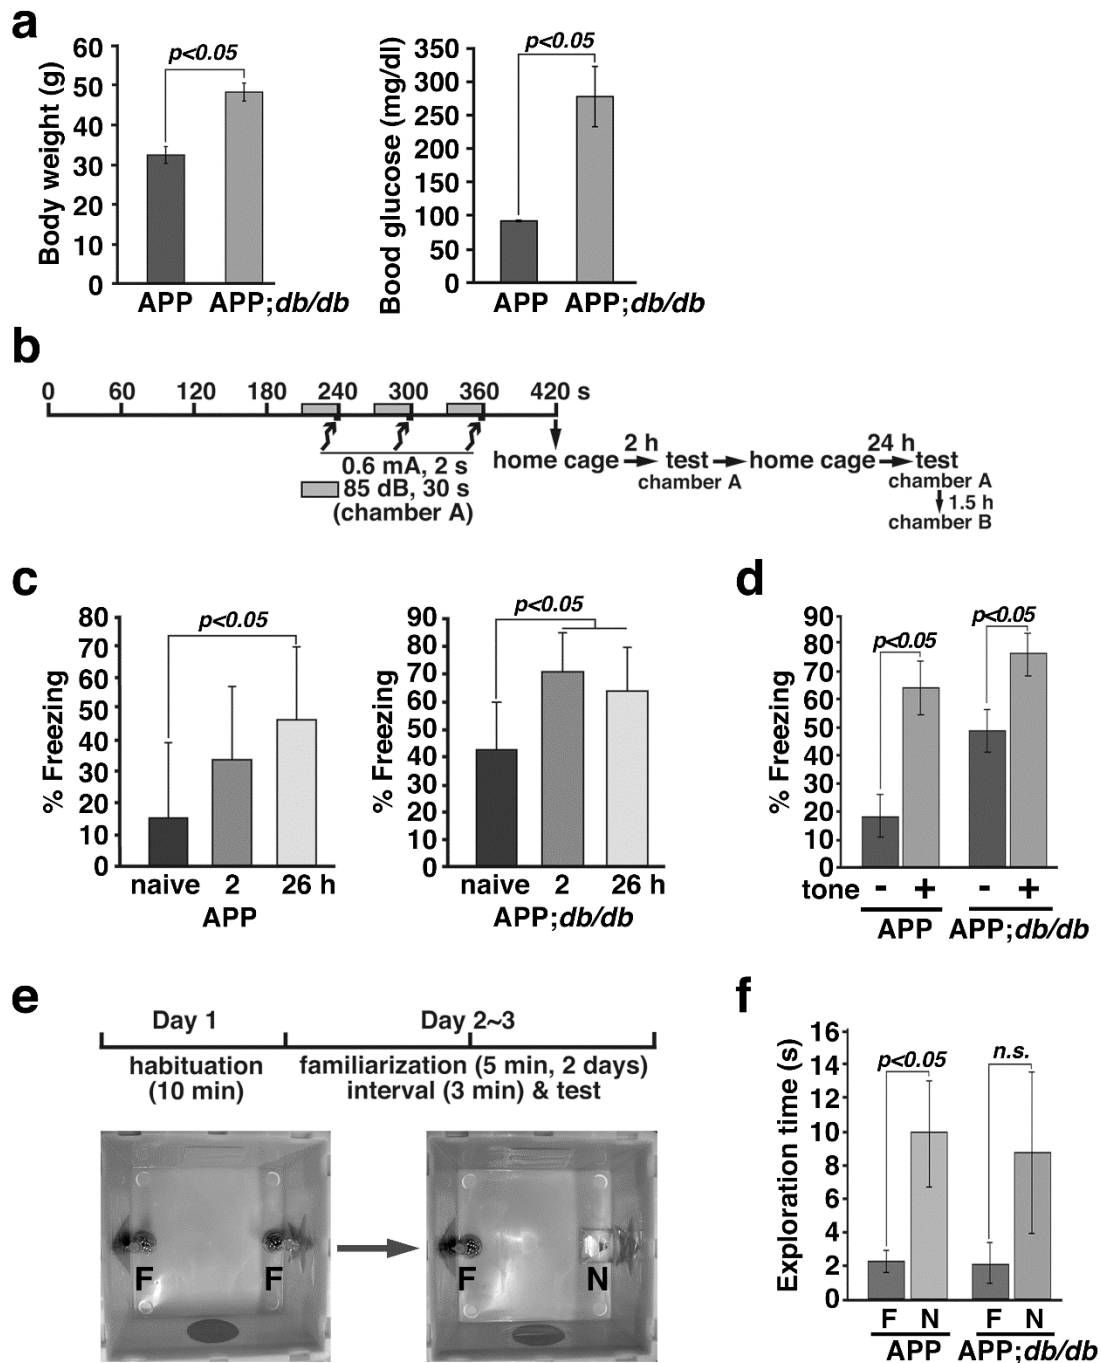 a
60
50
40
30
20
10
0
Body weight (g)
p<0.05
APP APP;db/db
350
300
250
200
150
100
50
0
Bood glucose (mg/dl)
p<0.05
APP APP;db/db
b
0 60 120 180 240 300 360 420 s
0.6 mA, 2 s
85 dB, 30 s
(chamber A)
home cage 2 h test home cage 24 h test
chamber A chamber A
1.5 h
chamber B
c
80
70
60
50
40
30
20
10
0
% Freezing
p<0.05
naive 2 26 h
APP
90
80
70
60
50
40
30
20
10
0
% Freezing
p<0.05
naive 2 26 h
APP;db/db
d
90
80
70
60
50
40
30
20
10
0
% Freezing
p<0.05
p<0.05
tone - + - +
APP APP;db/db
e
Day 1 Day 2~3
habituation
(10 min)
familiarization (5 min, 2 days)
interval (3 min) & test
F F
F N
f
16
14
12
10
8
6
4
2
0
Exploration time (s)
p<0.05
n.s.
F N F N
APP APP;db/db